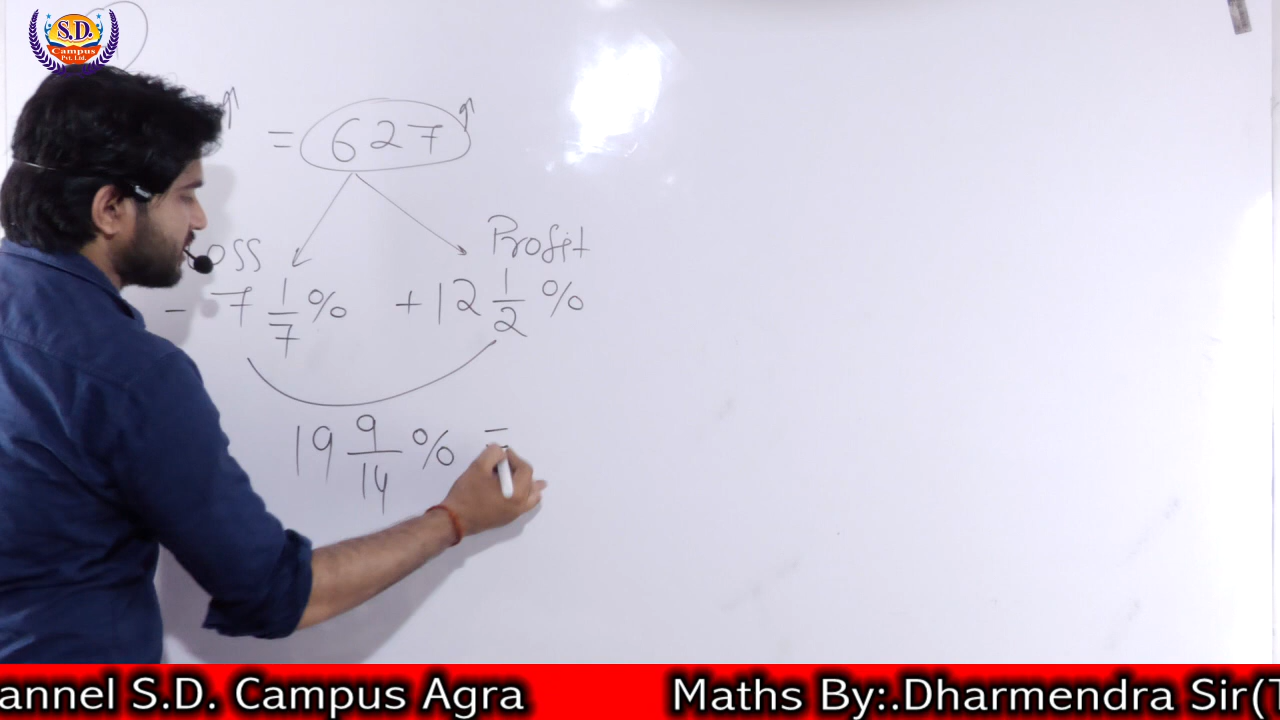 S.D.
Campus
Pvt. Ltd.
= 627
oss Profit
- 7 1/7 % + 12 1/2 %
19 9/14 % =
annel S.D. Campus Agra Maths By:.Dharmendra Sir(T